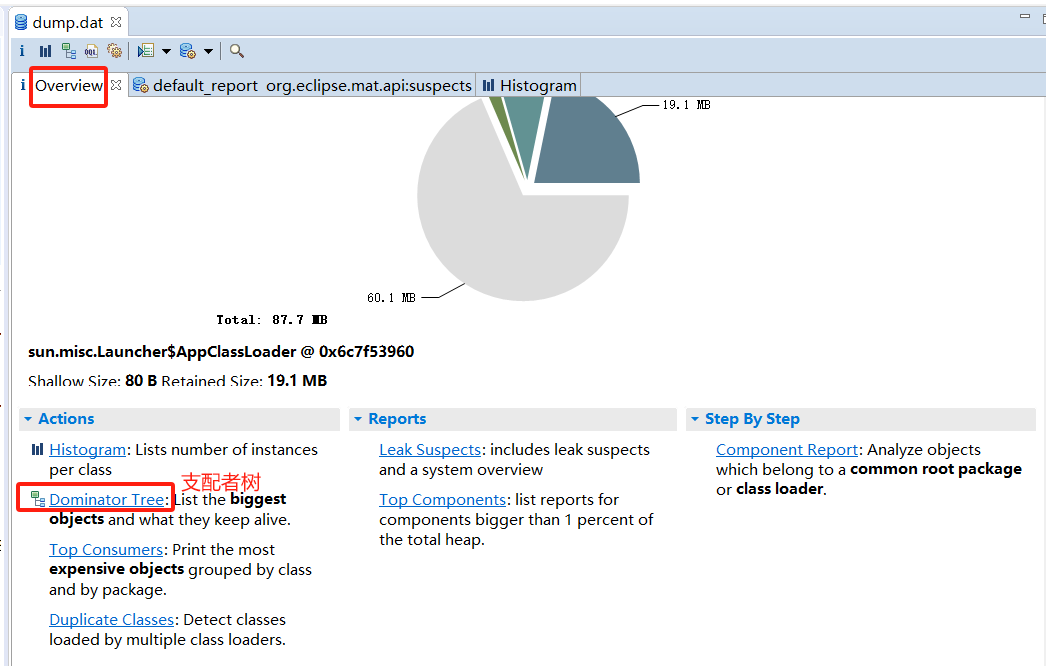 dump.dat
Overview
default_report org.eclipse.mat.api:suspects
Histogram
19.1 MB
60.1 MB
Total: 87.7 MB
sun.misc.Launcher$AppClassLoader @ 0x6c7f53960
Shallow Size: 80 B Retained Size: 19.1 MB
Actions
Histogram: Lists number of instances
per class
支配者树
Dominator Tree: List the biggest
objects and what they keep alive.
Top Consumers: Print the most
expensive objects grouped by class
and by package.
Duplicate Classes: Detect classes
loaded by multiple class loaders.
Reports
Leak Suspects: includes leak suspects
and a system overview
Top Components: list reports for
components bigger than 1 percent of
the total heap.
Step By Step
Component Report: Analyze objects
which belong to a common root package
or class loader.